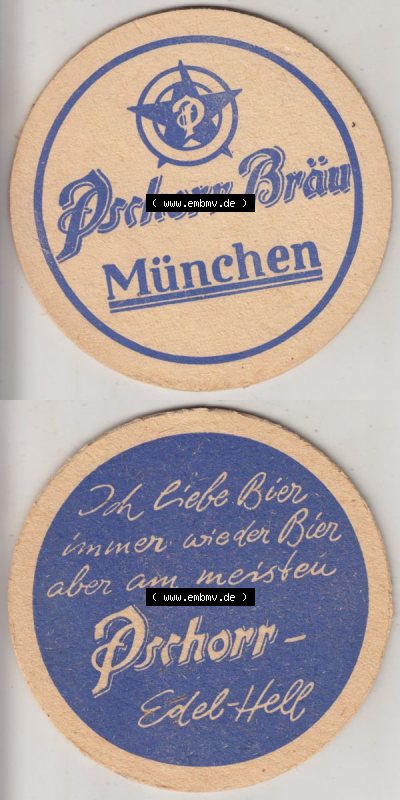 P
Pschorr Bräu
( www.embmv.de )
München
Ich liebe Bier
immer wieder Bier
aber am meisten
( www.embmv.de )
Pschorr-
Edel-Hell